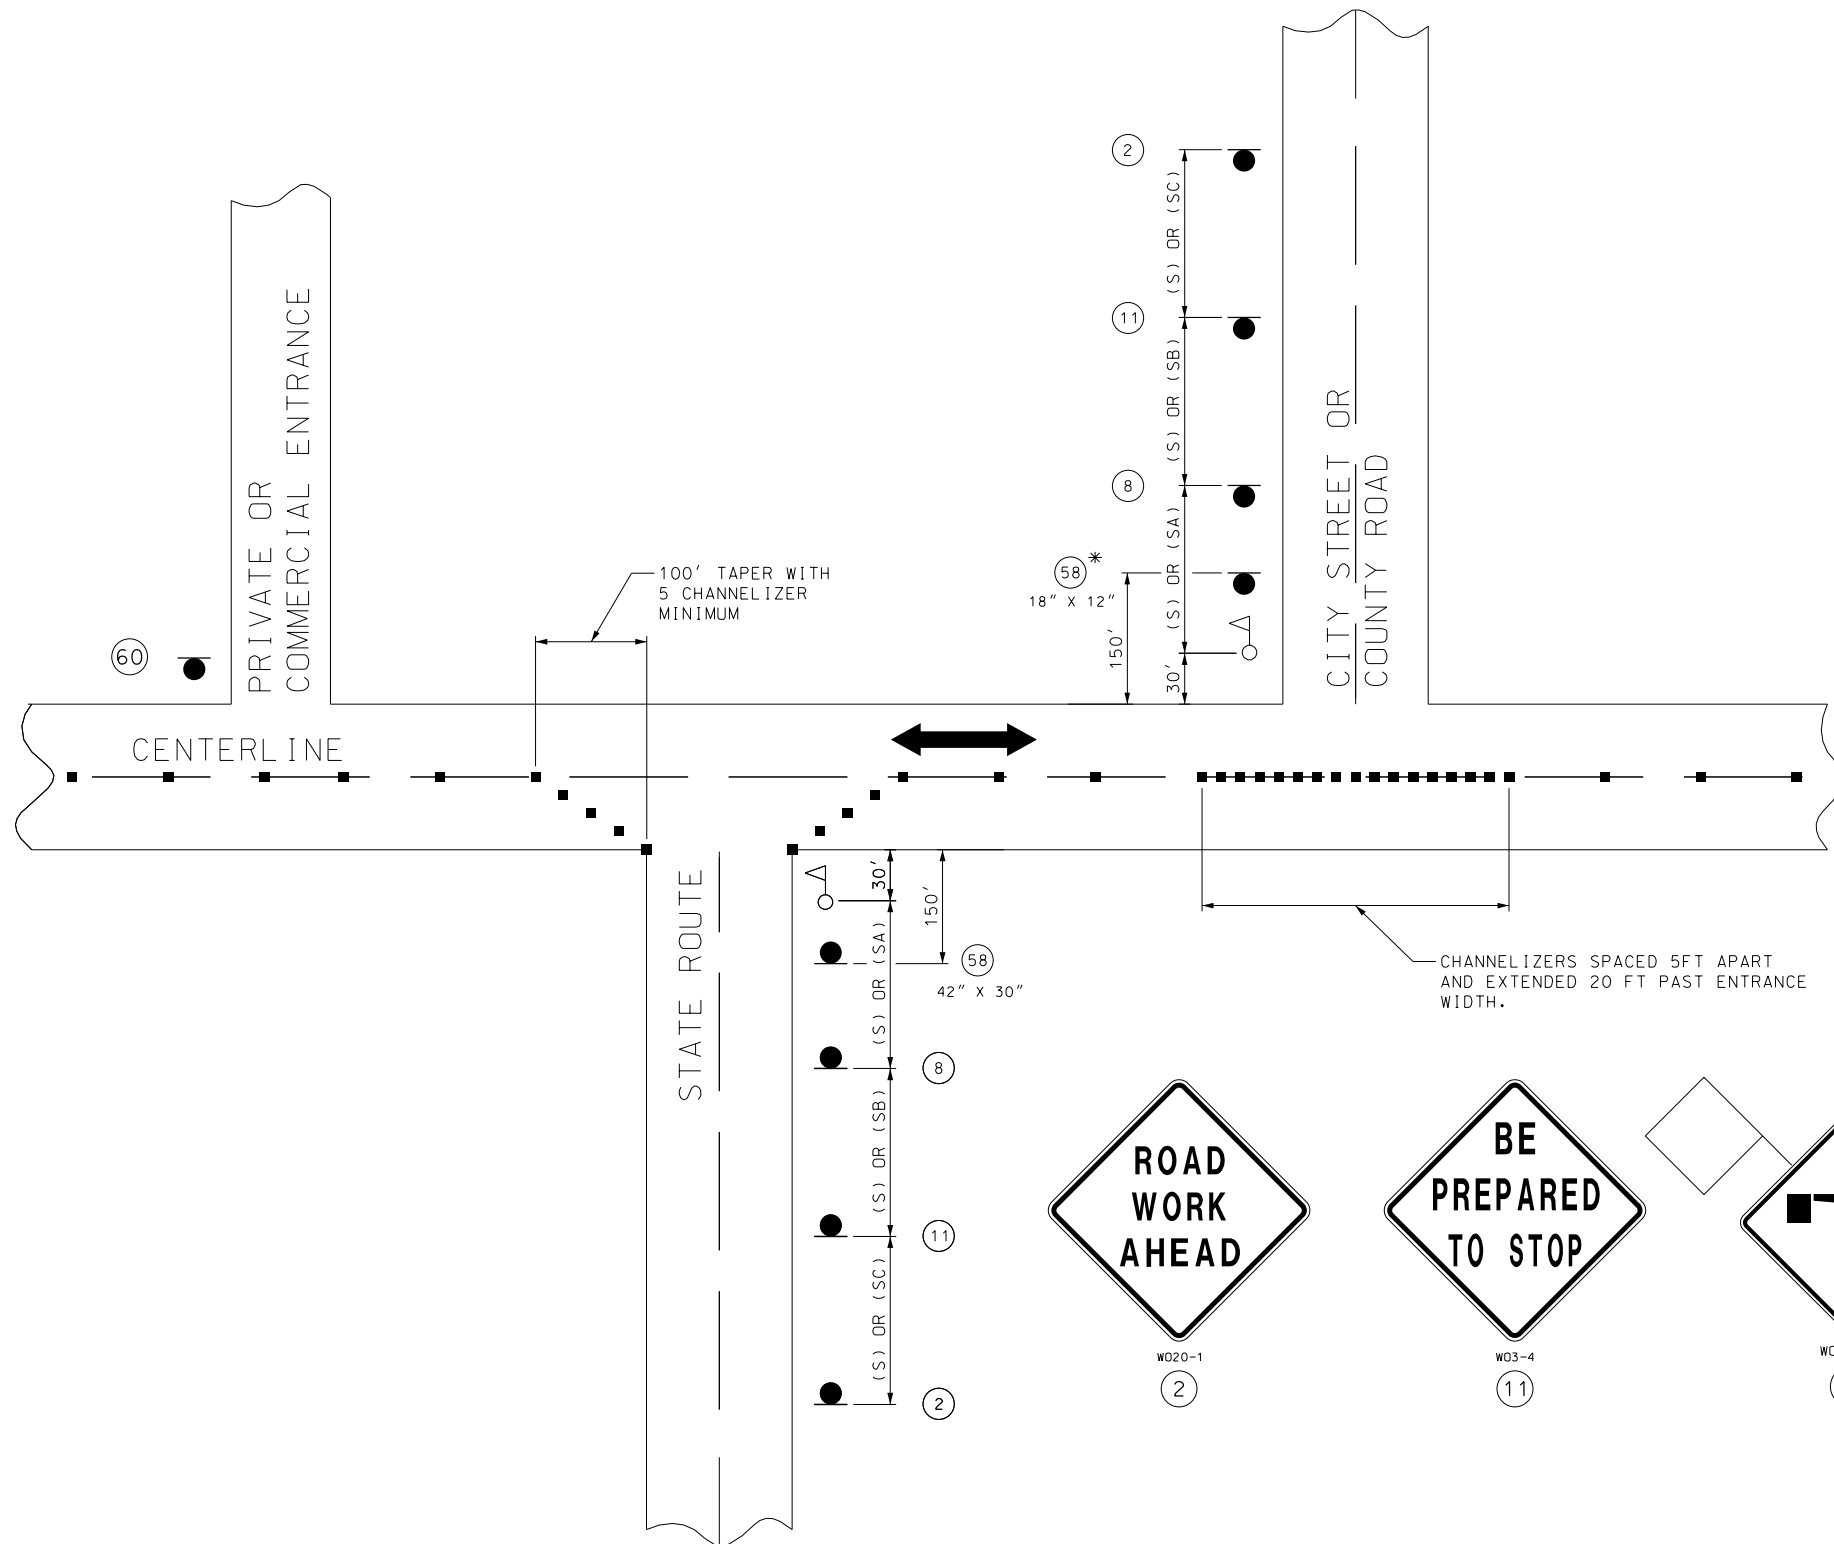 2
(S) OR (SC)
11
(S) OR (SB)
8
(S) OR (SA)
58*
18" X 12"
150'
30'
CITY STREET OR
COUNTY ROAD
PRIVATE OR
COMMERCIAL ENTRANCE
100' TAPER WITH
5 CHANNELIZER
MINIMUM
60
CENTERLINE
STATE ROUTE
30'
150'
(S) OR (SA)
58
42" X 30"
8
(S) OR (SB)
11
(S) OR (SC)
2
CHANNELIZERS SPACED 5FT APART
AND EXTENDED 20 FT PAST ENTRANCE
WIDTH.
ROAD
WORK
AHEAD
WO20-1
2
BE
PREPARED
TO STOP
WO3-4
11